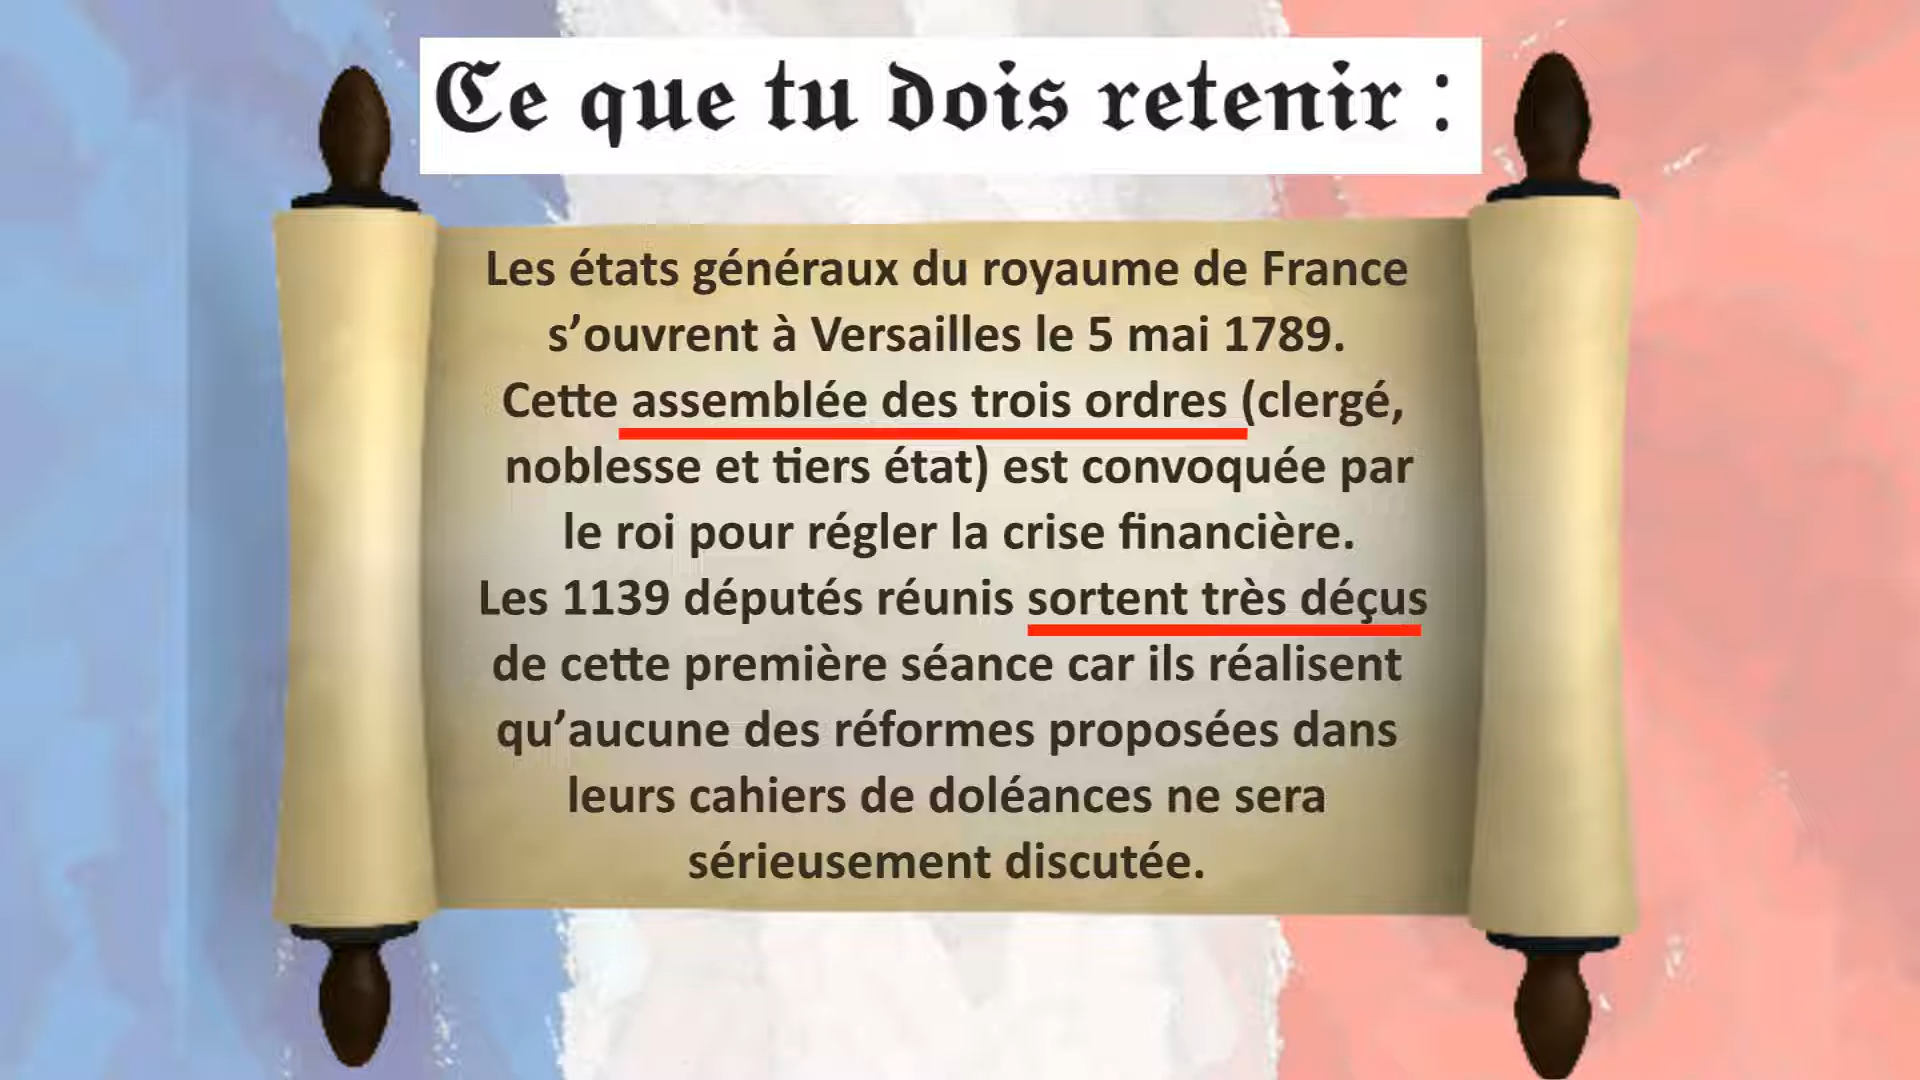 Ce que tu dois retenir :
Les états généraux du royaume de France
s’ouvrent à Versailles le 5 mai 1789.
Cette assemblée des trois ordres (clergé,
noblesse et tiers état) est convoquée par
le roi pour régler la crise financière.
Les 1139 députés réunis sortent très déçus
de cette première séance car ils réalisent
qu’aucune des réformes proposées dans
leurs cahiers de doléances ne sera
sérieusement discutée.